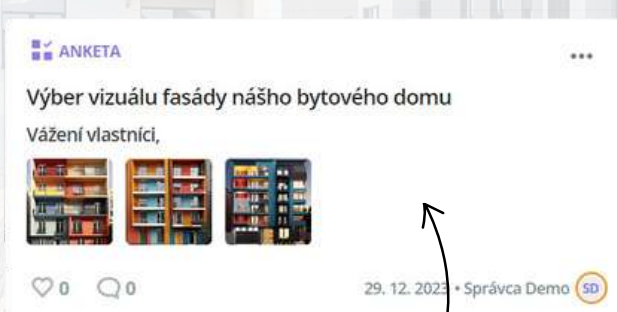 ANKETA
Výber vizuálu fasády nášho bytového domu
Vážení vlastníci,
0 0 29. 12. 2023 • Správca Demo SD